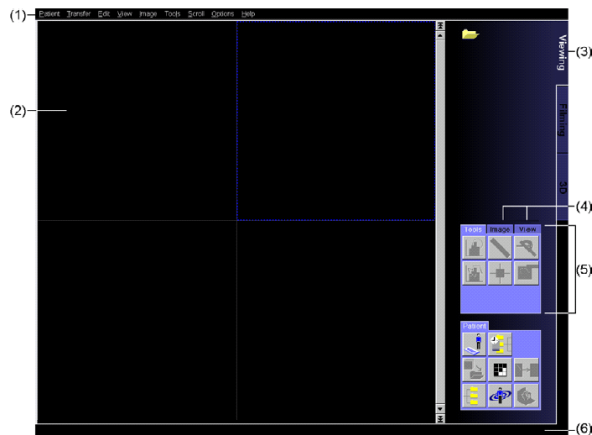 (1) Patient Transfer Edit View Image Tools Scroll Options Help
Viewing
(3)
(2)
Filming
3D
(4)
Tools Image View
(5)
Patient
(6)